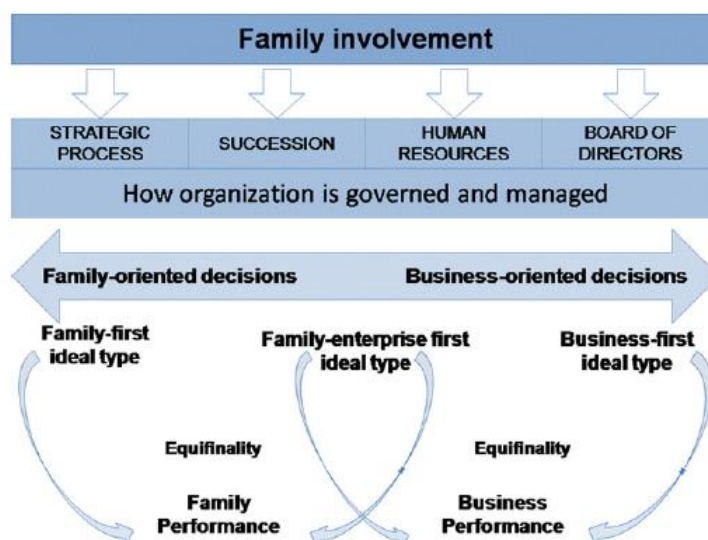 Family involvement
STRATEGIC PROCESS
SUCCESSION
HUMAN RESOURCES
BOARD OF DIRECTORS
How organization is governed and managed
Family-oriented decisions
Business-oriented decisions
Family-first ideal type
Family-enterprise first ideal type
Business-first ideal type
Equifinality
Equifinality
Family Performance
Business Performance